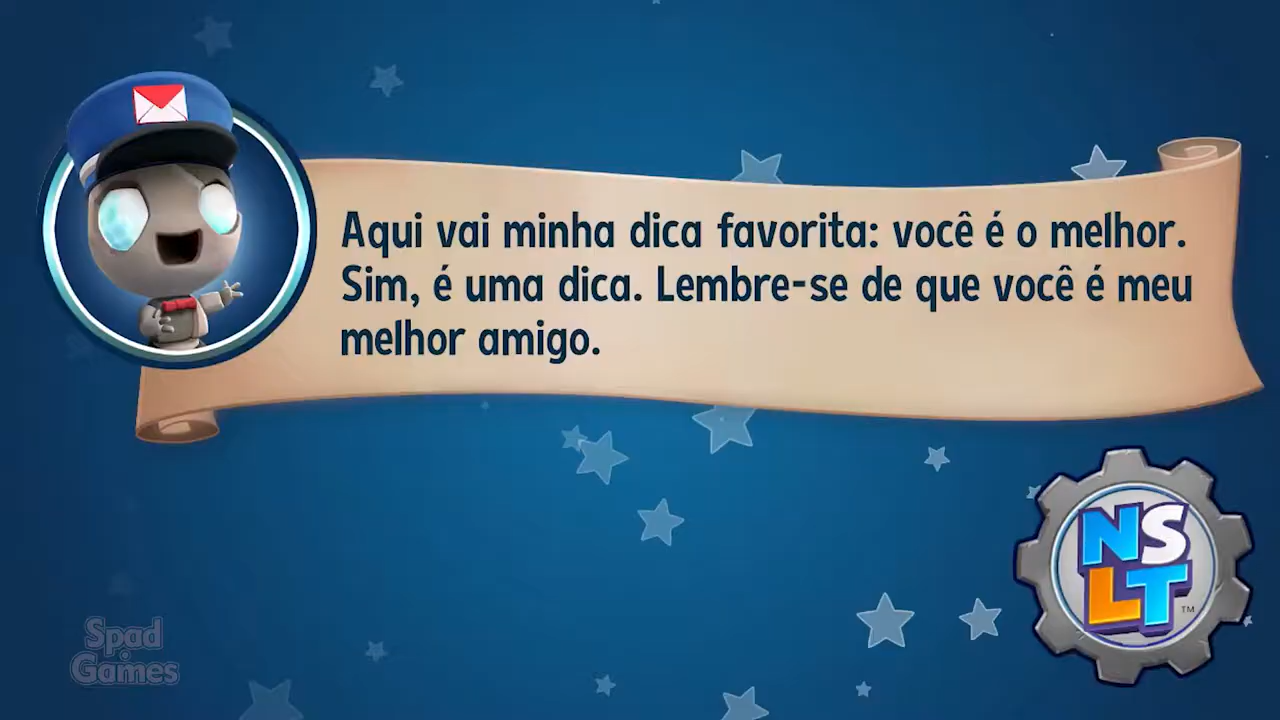 Aqui vai minha dica favorita: você é o melhor.
Sim, é uma dica. Lembre-se de que você é meu
melhor amigo.
NS
LT
TM
Spad
Games